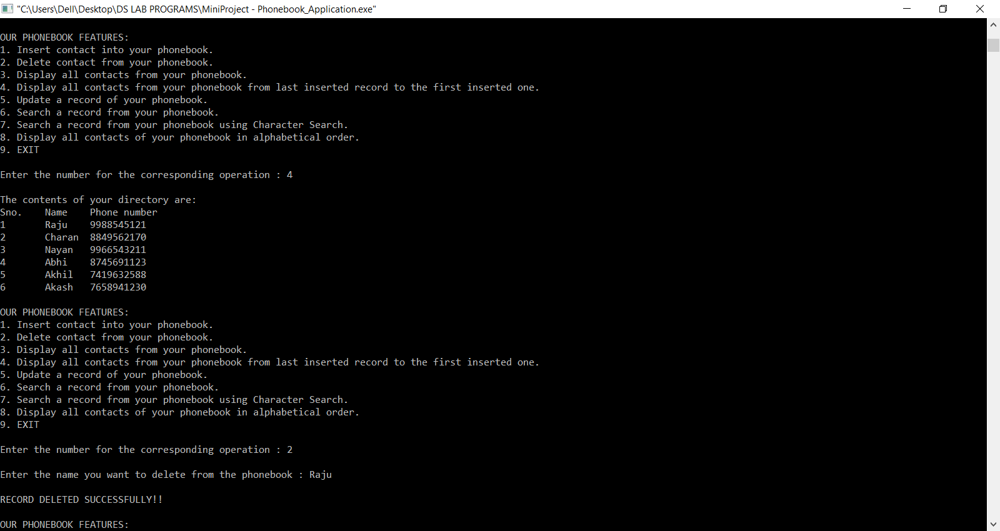 "C:\Users\Dell\Desktop\DS LAB PROGRAMS\MiniProject - Phonebook_Application.exe"
OUR PHONEBOOK FEATURES:
1. Insert contact into your phonebook.
2. Delete contact from your phonebook.
3. Display all contacts from your phonebook.
4. Display all contacts from your phonebook from last inserted record to the first inserted one.
5. Update a record of your phonebook.
6. Search a record from your phonebook.
7. Search a record from your phonebook using Character Search.
8. Display all contacts of your phonebook in alphabetical order.
9. EXIT
Enter the number for the corresponding operation : 4
The contents of your directory are:
Sno.    Name    Phone number
1       Raju    9988545121
2       Charan  8849562170
3       Nayan   9966543211
4       Abhi    8745691123
5       Akhil   7419632588
6       Akash   7658941230
OUR PHONEBOOK FEATURES:
1. Insert contact into your phonebook.
2. Delete contact from your phonebook.
3. Display all contacts from your phonebook.
4. Display all contacts from your phonebook from last inserted record to the first inserted one.
5. Update a record of your phonebook.
6. Search a record from your phonebook.
7. Search a record from your phonebook using Character Search.
8. Display all contacts of your phonebook in alphabetical order.
9. EXIT
Enter the number for the corresponding operation : 2
Enter the name you want to delete from the phonebook : Raju
RECORD DELETED SUCCESSFULLY!!
OUR PHONEBOOK FEATURES: